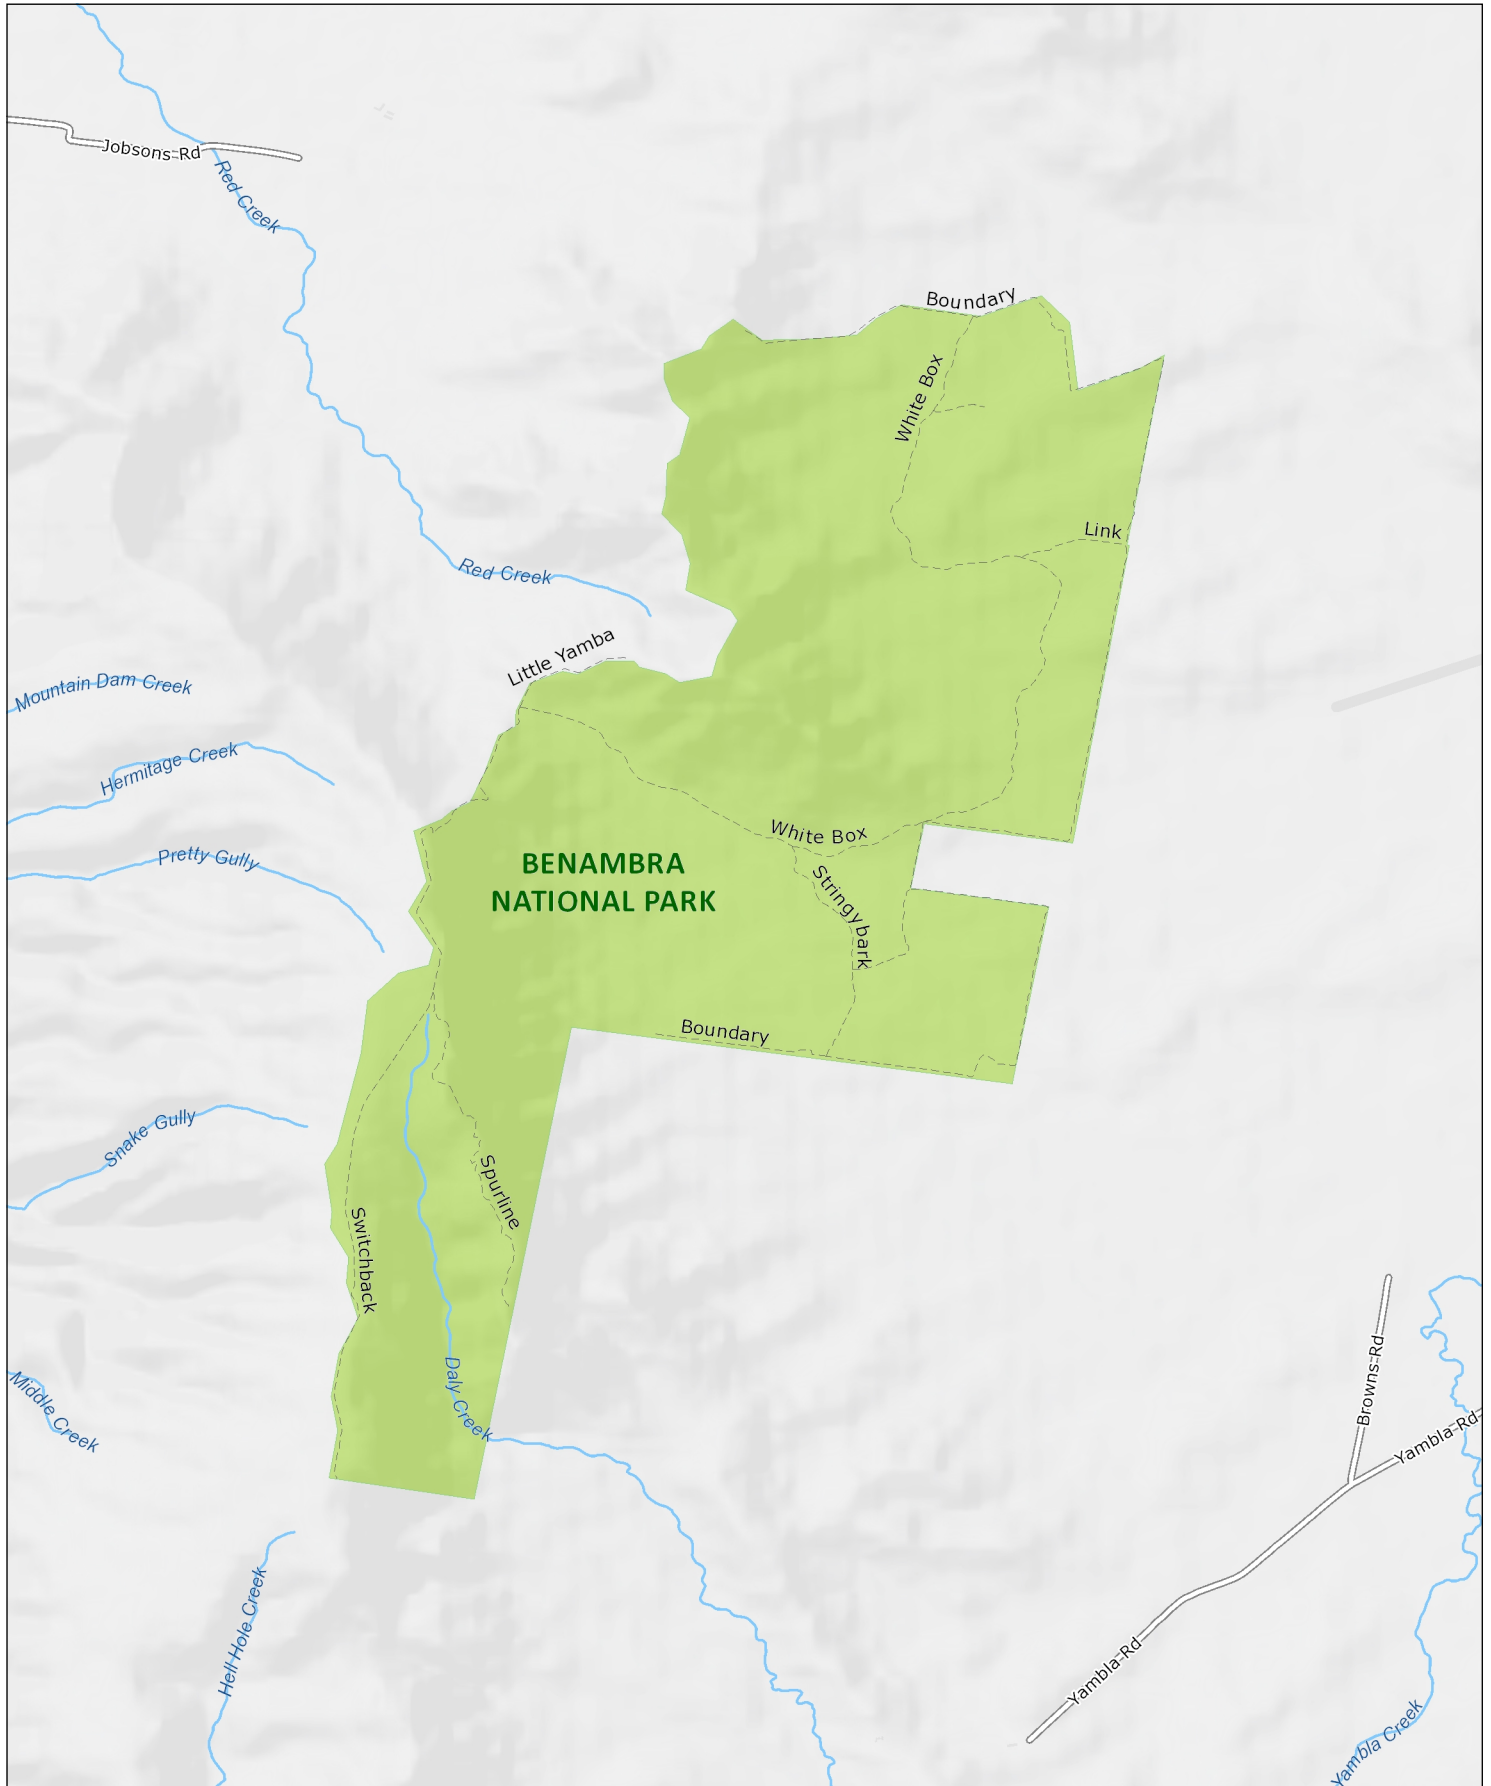 Jobsons Rd
Red Creek
Boundary
White Box
Link
Red Creek
Little Yamba
Mountain Dam Creek
Hermitage Creek
White Box
Pretty Gully
BENAMBRA
NATIONAL PARK
Stringybark
Boundary
Snake Gully
Spurline
Switchback
Daly Creek
Browns Rd
Middle Creek
Yambla Rd
Hell Hole Creek
Yambla Rd
Yambla Creek